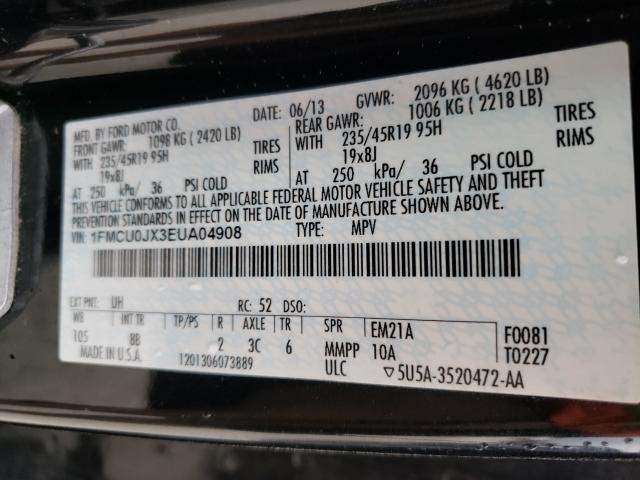 MFD. BY FORD MOTOR CO. DATE: 06/13 GVWR: 2096 KG ( 4620 LB)
FRONT GAWR: 1098 KG ( 2420 LB) REAR GAWR: 1006 KG ( 2218 LB)
WITH 235/45R19 95H TIRES WITH 235/45R19 95H TIRES
19x8J RIMS 19x8J RIMS
AT 250 kPa/ 36 PSI COLD AT 250 kPa/ 36 PSI COLD
THIS VEHICLE CONFORMS TO ALL APPLICABLE FEDERAL MOTOR VEHICLE SAFETY AND THEFT
PREVENTION STANDARDS IN EFFECT ON THE DATE OF MANUFACTURE SHOWN ABOVE.
VIN: 1FMCU0JX3EUA04908 TYPE: MPV
EXT PNT: UH RC: 52 DSO:
WB INT TR TP/PS R AXLE TR SPR EM21A F0081
105 8B 2 3C 6 MMPP 10A T0227
MADE IN U.S.A. 1201306073889 ULC ▽5U5A-3520472-AA